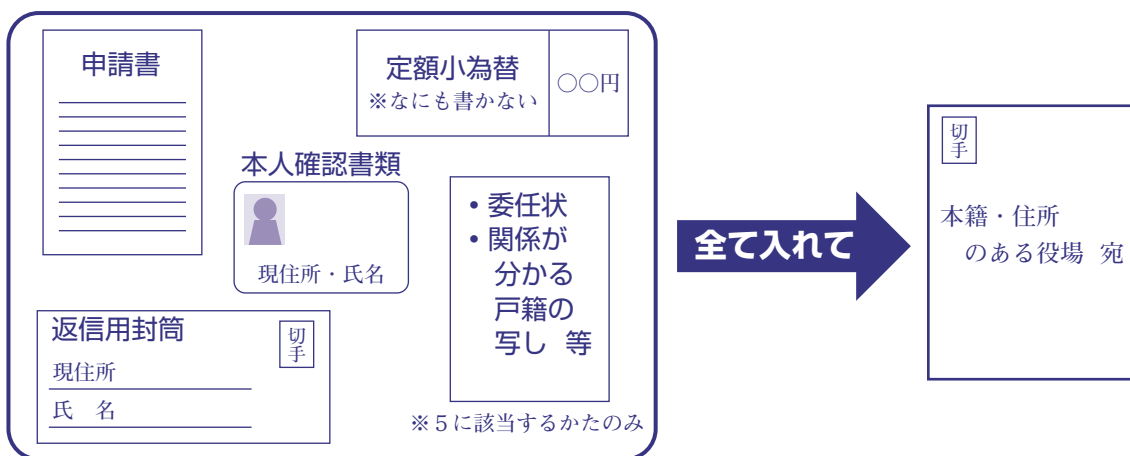 申請書
定額小為替
※なにも書かない
○○円
本人確認書類
現住所・氏名
・委任状
・関係が
分かる
戸籍の
写し 等
※５に該当するかたのみ
返信用封筒
切手
現住所
氏 名
全て入れて
切手
本籍・住所
のある役場 宛